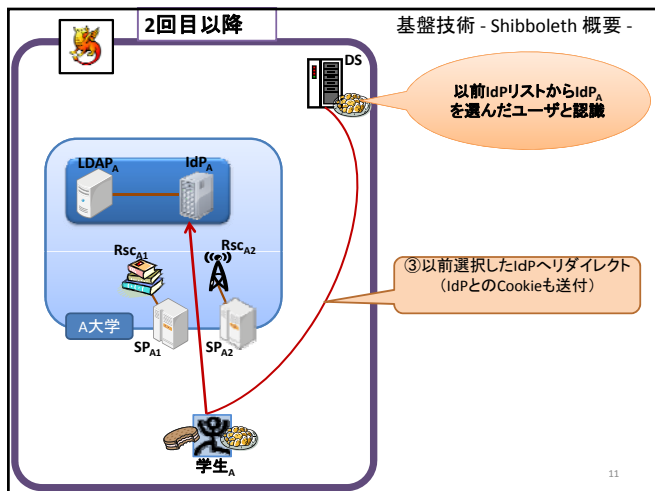 2回目以降
基盤技術 - Shibboleth 概要 -
DS
以前IdPリストからIdPA
を選んだユーザと認識
LDAPA
IdPA
RscA1
RscA2
③以前選択したIdPへリダイレクト
（IdPとのCookieも送付）
A大学
SPA1
SPA2
学生A
11